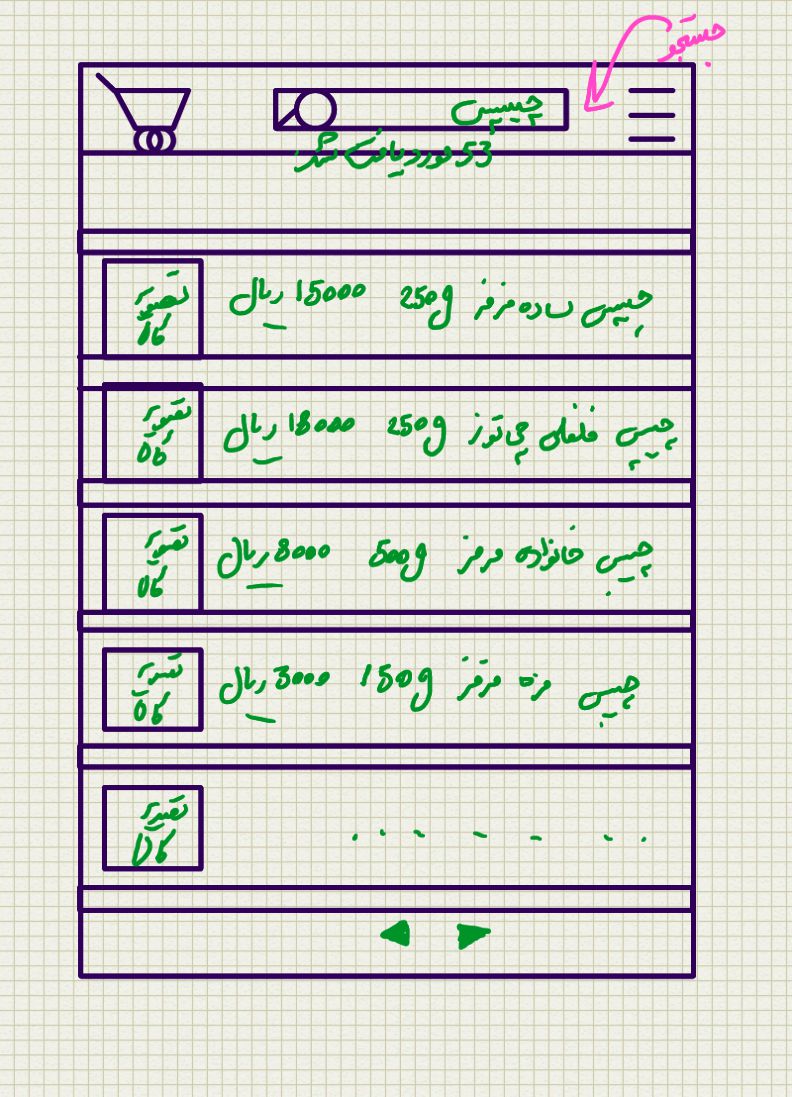 جستجو
چیپس
53 مورد یافت شد
چیپس ساده مزمز 250g 15000 ریال
تصویر کالا
چیپس فلفلی چی توز 250g 18000 ریال
تصویر کالا
چیپس خانواده مزمز 500g 8000 ریال
تصویر کالا
چیپس مزه مزمز 150g 3000 ریال
تصویر کالا
تصویر کالا